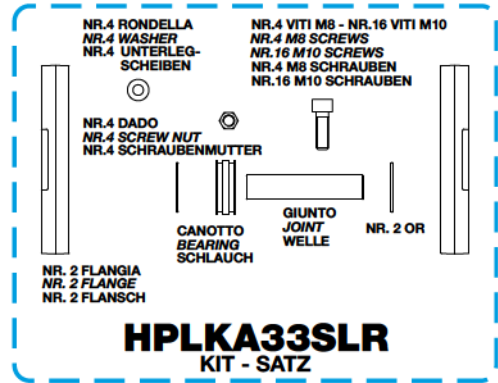 NR.4 RONDELLA
NR.4 WASHER
NR.4 UNTERLEG-
SCHEIBEN
NR.4 VITI M8 - NR.16 VITI M10
NR.4 M8 SCREWS
NR.16 M10 SCREWS
NR.4 M8 SCHRAUBEN
NR.16 M10 SCHRAUBEN
NR.4 DADO
NR.4 SCREW NUT
NR.4 SCHRAUBENMUTTER
CANOTTO
BEARING
SCHLAUCH
GIUNTO
JOINT
WELLE
NR. 2 OR
NR. 2 FLANGIA
NR. 2 FLANGE
NR. 2 FLANSCH
HPLKA33SLR
KIT - SATZ